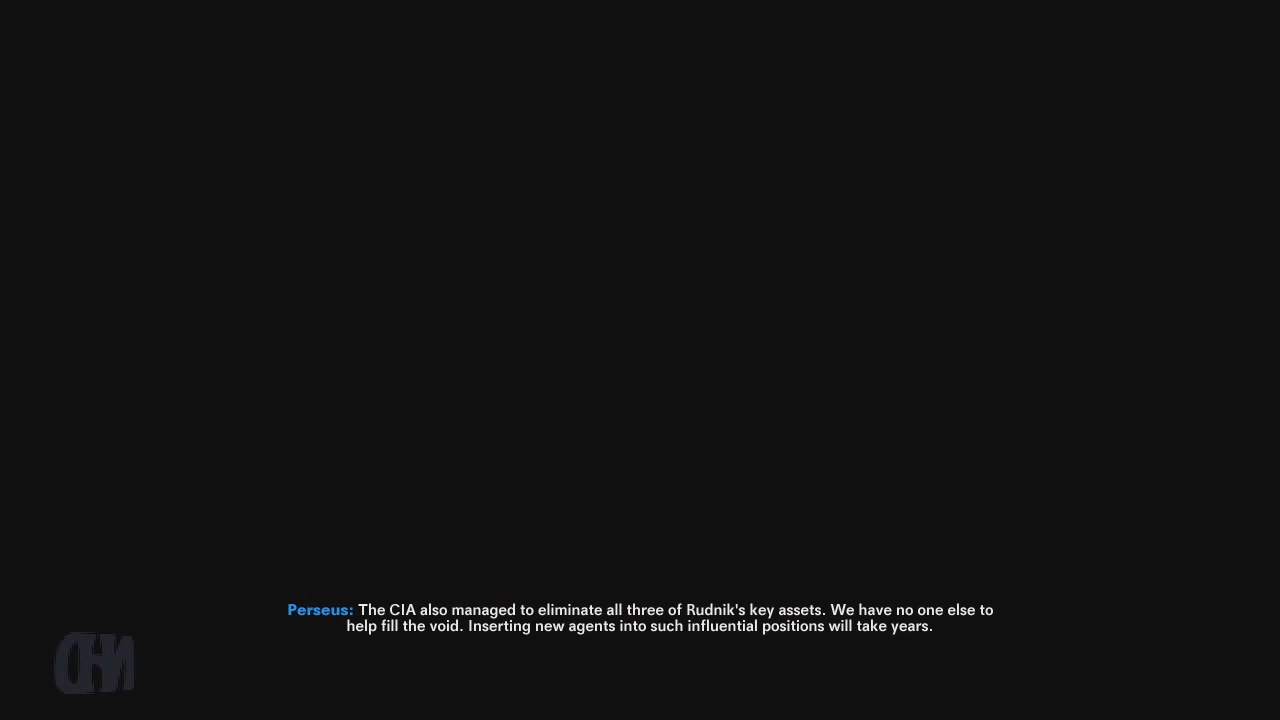 Perseus: The CIA also managed to eliminate all three of Rudnik's key assets. We have no one else to
help fill the void. Inserting new agents into such influential positions will take years.